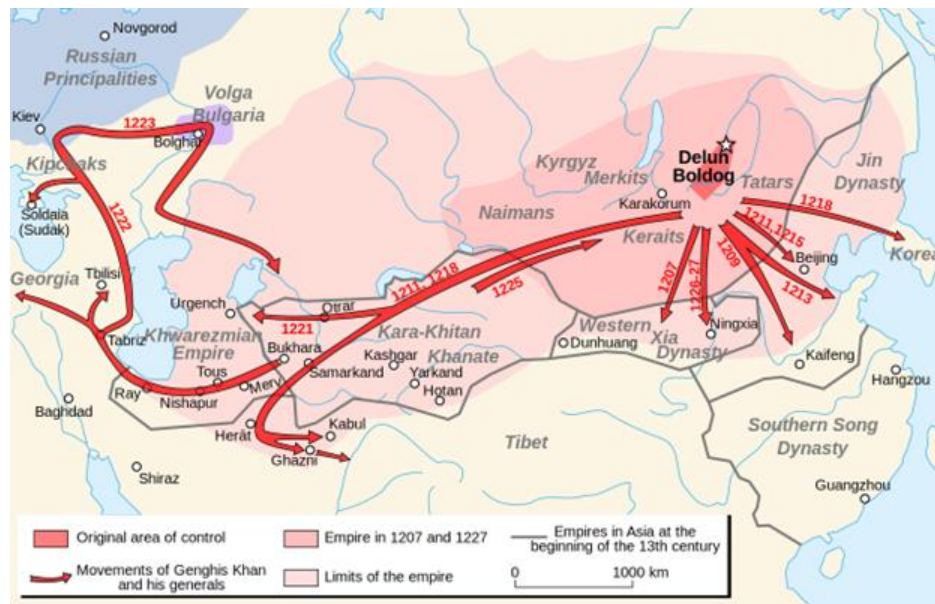 Novgorod
Russian
Principalities
Volga
Bulgaria
Kiev
1223
Bolghar
Kipchaks
Soldaia
(Sudak)
1222
Georgia
Tbilisi
Tabriz
Urgench
Khwarezmian
Empire
Otrar
1221
1211, 1218
1225
Bukhara
Samarkand
Kara-Khitan
Khanate
Kashgar
Yarkand
Hotan
Ray
Tous
Nishapur
Merv
Baghdad
Herat
Kabul
Ghazni
Shiraz
Kyrgyz
Merkits
Naimans
Delun
Boldog
Tatars
Karakorum
Keraits
Jin
Dynasty
1218
1211,1215
1209
1207
1226-27
1213
Beijing
Korea
Western
Xia
Dynasty
Dunhuang
Ningxia
Kaifeng
Hangzou
Tibet
Southern Song
Dynasty
Guangzhou
Original area of control
Movements of Genghis Khan
and his generals
Empire in 1207 and 1227
Limits of the empire
Empires in Asia at the
beginning of the 13th century
0 1000 km